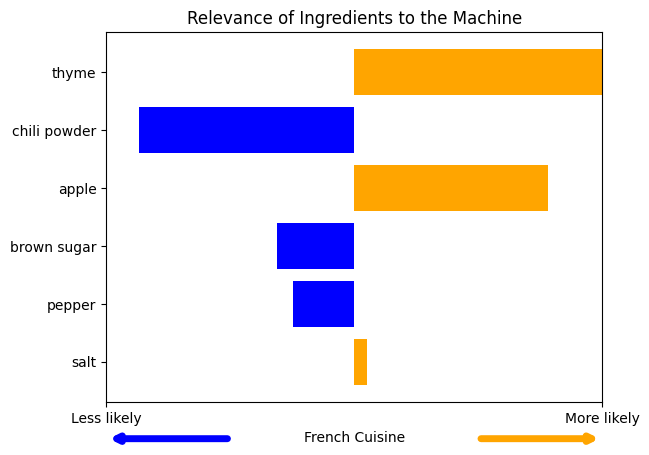 Relevance of Ingredients to the Machine
thyme
chili powder
apple
brown sugar
pepper
salt
Less likely
More likely
French Cuisine